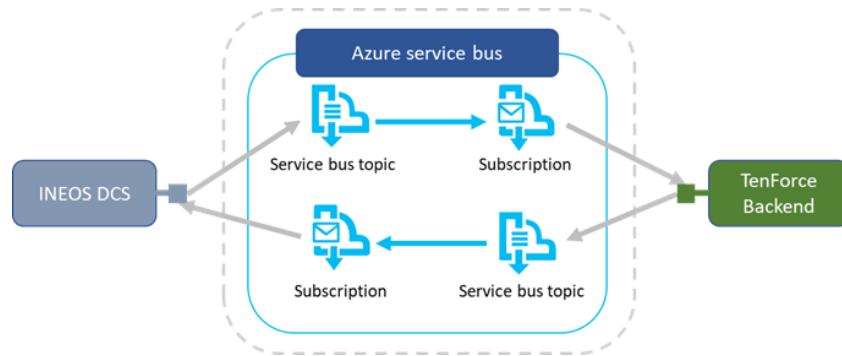 Azure service bus
Service bus topic
Subscription
INEOS DCS
TenForce
Backend
Subscription
Service bus topic